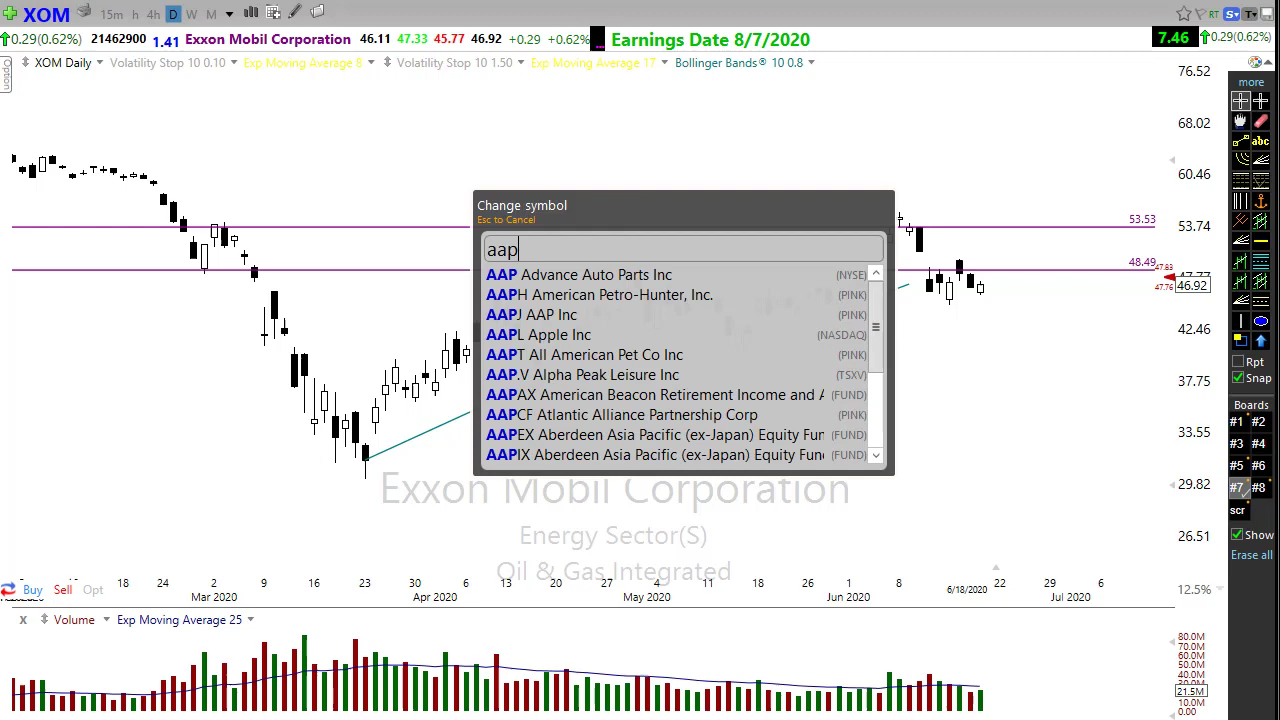 XOM 15m h 4h D W M RT S T
0.29(0.62%) 21462900 1.41 Exxon Mobil Corporation 46.11 47.33 45.77 46.92 +0.29 +0.62% Earnings Date 8/7/2020 7.46 0.29(0.62%)
Option XOM Daily Volatility Stop 10 0.10 Exp Moving Average 8 Volatility Stop 10 1.50 Exp Moving Average 17 Bollinger Bands® 10 0.8
76.52
68.02
60.46
53.74
42.46
37.75
33.55
29.82
26.51
12.5%
53.53
48.49
47.83
47.76
46.92
Change symbol
Esc to Cancel
aap
AAP Advance Auto Parts Inc (NYSE)
AAPH American Petro-Hunter, Inc. (PINK)
AAPJ AAP Inc (PINK)
AAPL Apple Inc (NASDAQ)
AAPT All American Pet Co Inc (PINK)
AAP.V Alpha Peak Leisure Inc (TSXV)
AAPAX American Beacon Retirement Income and A (FUND)
AAPCF Atlantic Alliance Partnership Corp (PINK)
AAPEX Aberdeen Asia Pacific (ex-Japan) Equity Fun (FUND)
AAPIX Aberdeen Asia Pacific (ex-Japan) Equity Fun (FUND)
Exxon Mobil Corporation
Energy Sector(S)
Oil & Gas Integrated
18 24 2 9 16 23 30 6 13 20 27 4 11 18 26 1 8 6/18/2020 22 29 6
Mar 2020 Apr 2020 May 2020 Jun 2020 Jul 2020
Buy Sell Opt
X Volume Exp Moving Average 25
80.0M
70.0M
60.0M
50.0M
40.0M
30.0M
21.5M
10.0M
0.00
more
abc
Rpt
Snap
Boards
#1 #2
#3 #4
#5 #6
#7 #8
scr
Show
Erase all